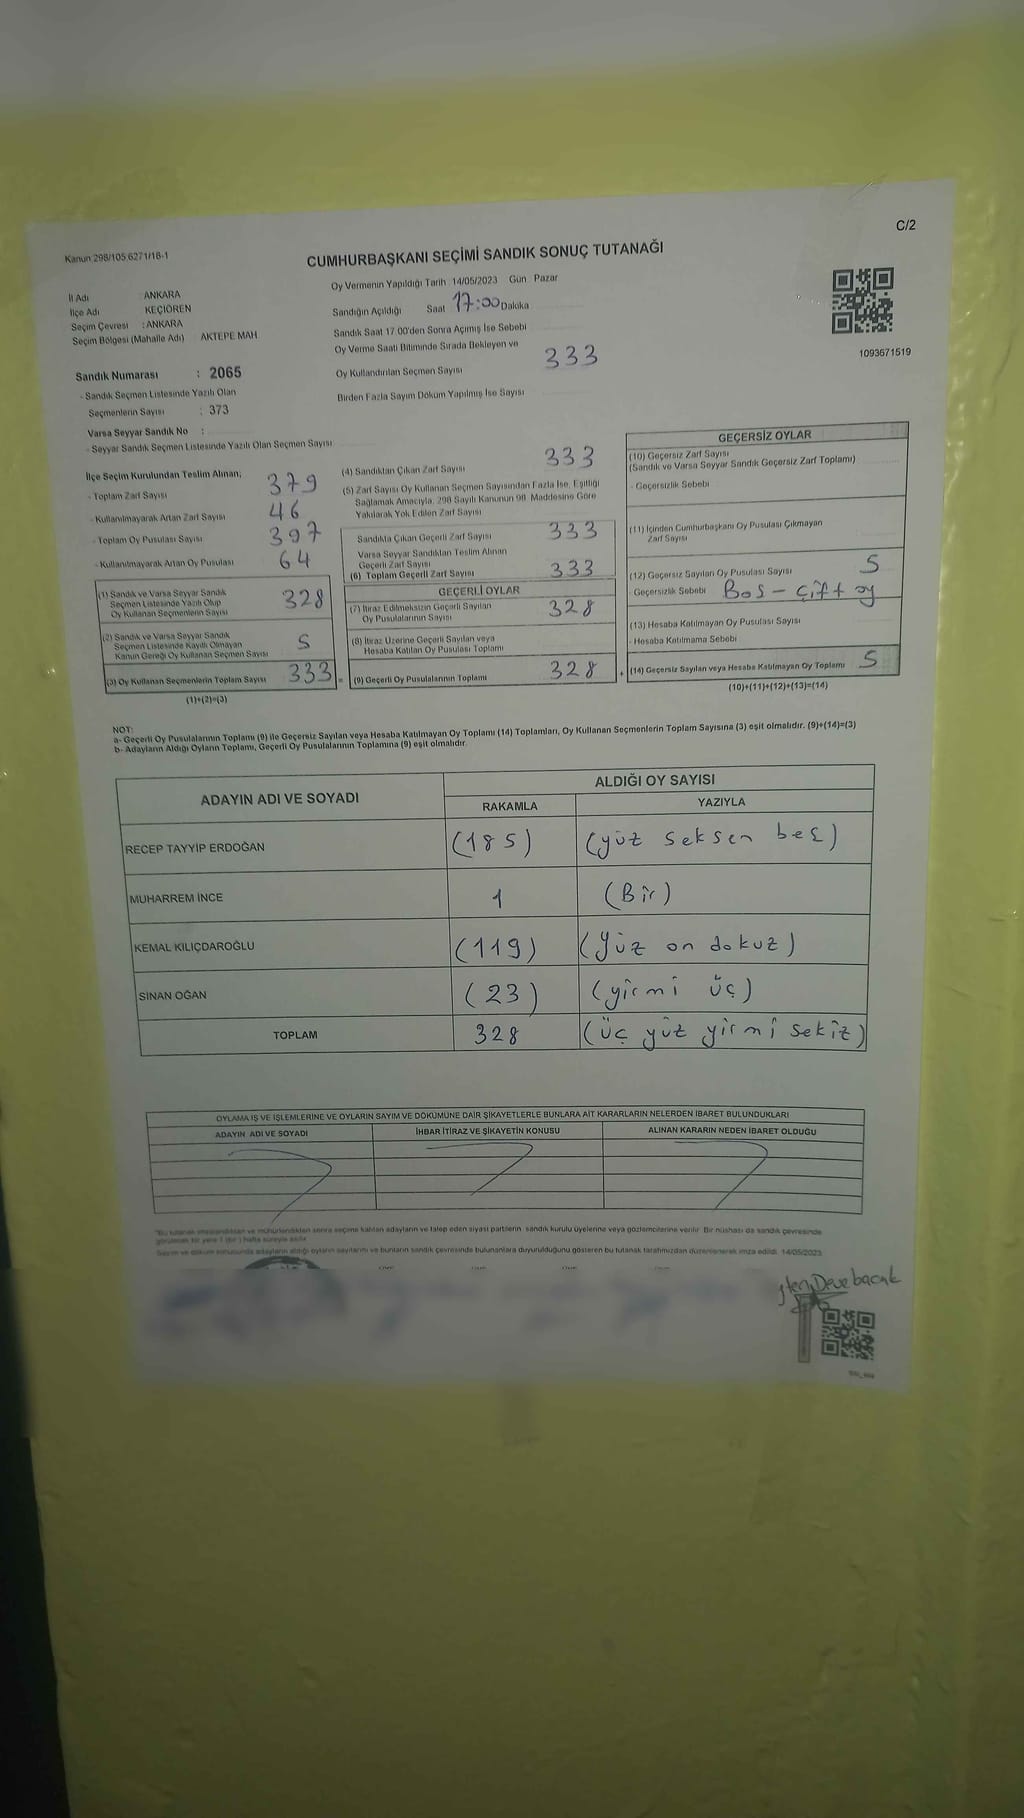 C/2
Kanun 298/105 6271/18-1
CUMHURBAŞKANI SEÇİMİ SANDIK SONUÇ TUTANAĞI
İl Adı : ANKARA
İlçe Adı KEÇİÖREN
Seçim Çevresi : ANKARA
Seçim Bölgesi (Mahalle Adı) AKTEPE MAH
Oy Vermenin Yapıldığı Tarih 14/05/2023 Gün Pazar
Sandığın Açıldığı Saat 17:00 Dakika
Sandık Saat 17.00'den Sonra Açımış İse Sebebi
Oy Verme Saati Bitiminde Sırada Bekleyen ve
Oy Kullandırılan Seçmen Sayısı 333
Birden Fazla Sayım Döküm Yapılmış İse Sayısı
1093671519
Sandık Numarası : 2065
- Sandık Seçmen Listesinde Yazılı Olan
Seçmenlerin Sayısı : 373
Varsa Seyyar Sandık No :
- Seyyar Sandık Seçmen Listesinde Yazılı Olan Seçmen Sayısı
İlçe Seçim Kurulundan Teslim Alınan;
- Toplam Zarf Sayısı 379
- Kullanılmayarak Artan Zarf Sayısı 46
- Toplam Oy Pusulası Sayısı 397
- Kullanılmayarak Artan Oy Pusulası 64
(1) Sandık ve Varsa Seyyar Sandık
Seçmen Listesinde Yazılı Olup
Oy Kullanan Seçmenlerin Sayısı 328
(2) Sandık ve Varsa Seyyar Sandık
Seçmen Listesinde Kayıtlı Olmayan
Kanun Gereği Oy Kullanan Seçmen Sayısı 5
(3) Oy Kullanan Seçmenlerin Toplam Sayısı 333 =
(1)+(2)=(3)
(4) Sandıktan Çıkan Zarf Sayısı 333
(5) Zarf Sayısı Oy Kullanan Seçmen Sayısından Fazla İse, Eşitliği
Sağlamak Amacıyla, 298 Sayılı Kanunun 98. Maddesine Göre
Yakılarak Yok Edilen Zarf Sayısı
Sandıkta Çıkan Geçerli Zarf Sayısı 333
Varsa Seyyar Sandıktan Teslim Alınan
Geçerli Zarf Sayısı
(6) Toplam Geçerli Zarf Sayısı 333
GEÇERLİ OYLAR
(7) İtiraz Edilmeksizin Geçerli Sayılan
Oy Pusulalarının Sayısı 328
(8) İtiraz Üzerine Geçerli Sayılan veya
Hesaba Katılan Oy Pusulası Toplamı
(9) Geçerli Oy Pusulalarının Toplamı 328 +
GEÇERSİZ OYLAR
(10) Geçersiz Zarf Sayısı
(Sandık ve Varsa Seyyar Sandık Geçersiz Zarf Toplamı)
- Geçersizlik Sebebi
(11) İçinden Cumhurbaşkanı Oy Pusulası Çıkmayan
Zarf Sayısı
(12) Geçersiz Sayılan Oy Pusulası Sayısı 5
- Geçersizlik Sebebi Bos - çift oy
(13) Hesaba Katılmayan Oy Pusulası Sayısı
- Hesaba Katılmama Sebebi
(14) Geçersiz Sayılan veya Hesaba Katılmayan Oy Toplamı 5
(10)+(11)+(12)+(13)=(14)
NOT:
a- Geçerli Oy Pusulalarının Toplamı (9) ile Geçersiz Sayılan veya Hesaba Katılmayan Oy Toplamı (14) Toplamları, Oy Kullanan Seçmenlerin Toplam Sayısına (3) eşit olmalıdır. (9)+(14)=(3)
b- Adayların Aldığı Oyların Toplamı, Geçerli Oy Pusulalarının Toplamına (9) eşit olmalıdır.
ADAYIN ADI VE SOYADI
ALDIĞI OY SAYISI
RAKAMLA YAZIYLA
RECEP TAYYİP ERDOĞAN (185) (yüz seksen beş)
MUHARREM İNCE 1 (Bir)
KEMAL KILIÇDAROĞLU (119) (Yüz on dokuz)
SİNAN OĞAN (23) (yirmi üç)
TOPLAM 328 (üç yüz yirmi sekiz)
OYLAMA İŞ VE İŞLEMLERİNE VE OYLARIN SAYIM VE DÖKÜMÜNE DAİR ŞİKAYETLERLE BUNLARA AİT KARARLARIN NELERDEN İBARET BULUNDUKLARI
ADAYIN ADI VE SOYADI İHBAR İTİRAZ VE ŞİKAYETİN KONUSU ALINAN KARARIN NEDEN İBARET OLDUĞU
sonra seçime katılan adayların ve talep eden siyasi partilerin sandık kurulu üyelerine veya gözlemcilerine verilir. Bir nüshası da sandık çevresinde
adayların aldığı oyların sayılarını ve bunların sandık çevresinde bulunanlara duyurulduğunu gösteren bu tutanak tarafımızdan düzenlenerek imza edildi. 14/05/2023
Devebacak